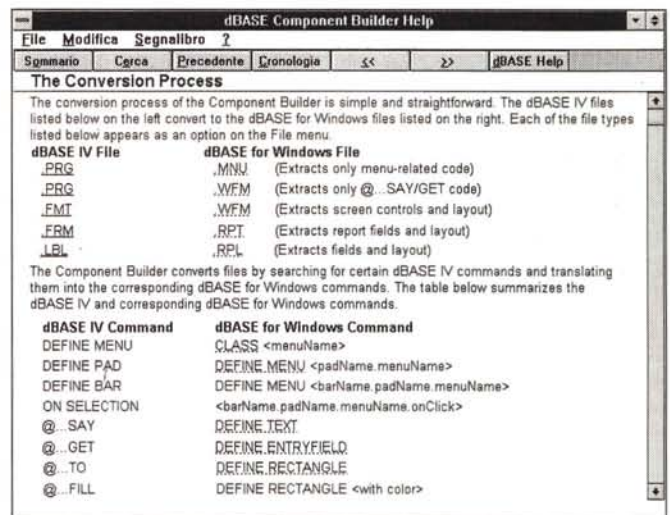 dBASE Component Builder Help
File Modifica Segnalibro ?
Sommario Cerca Precedente Cronologia << >> dBASE Help
The Conversion Process
The conversion process of the Component Builder is simple and straightforward. The dBASE IV files
listed below on the left convert to the dBASE for Windows files listed on the right. Each of the file types
listed below appears as an option on the File menu.
dBASE IV File dBASE for Windows File
.PRG .MNU (Extracts only menu-related code)
.PRG .WFM (Extracts only @...SAY/GET code)
.FMT .WFM (Extracts screen controls and layout)
.FRM .RPT (Extracts report fields and layout)
.LBL .RPL (Extracts fields and layout)
The Component Builder converts files by searching for certain dBASE IV commands and translating
them into the corresponding dBASE for Windows commands. The table below summarizes the
dBASE IV and corresponding dBASE for Windows commands.
dBASE IV Command dBASE for Windows Command
DEFINE MENU CLASS <menuName>
DEFINE PAD DEFINE MENU <padName.menuName>
DEFINE BAR DEFINE MENU <barName.padName.menuName>
ON SELECTION <barName.padName.menuName.onClick>
@...SAY DEFINE TEXT
@...GET DEFINE ENTRYFIELD
@...TO DEFINE RECTANGLE
@...FILL DEFINE RECTANGLE <with color>